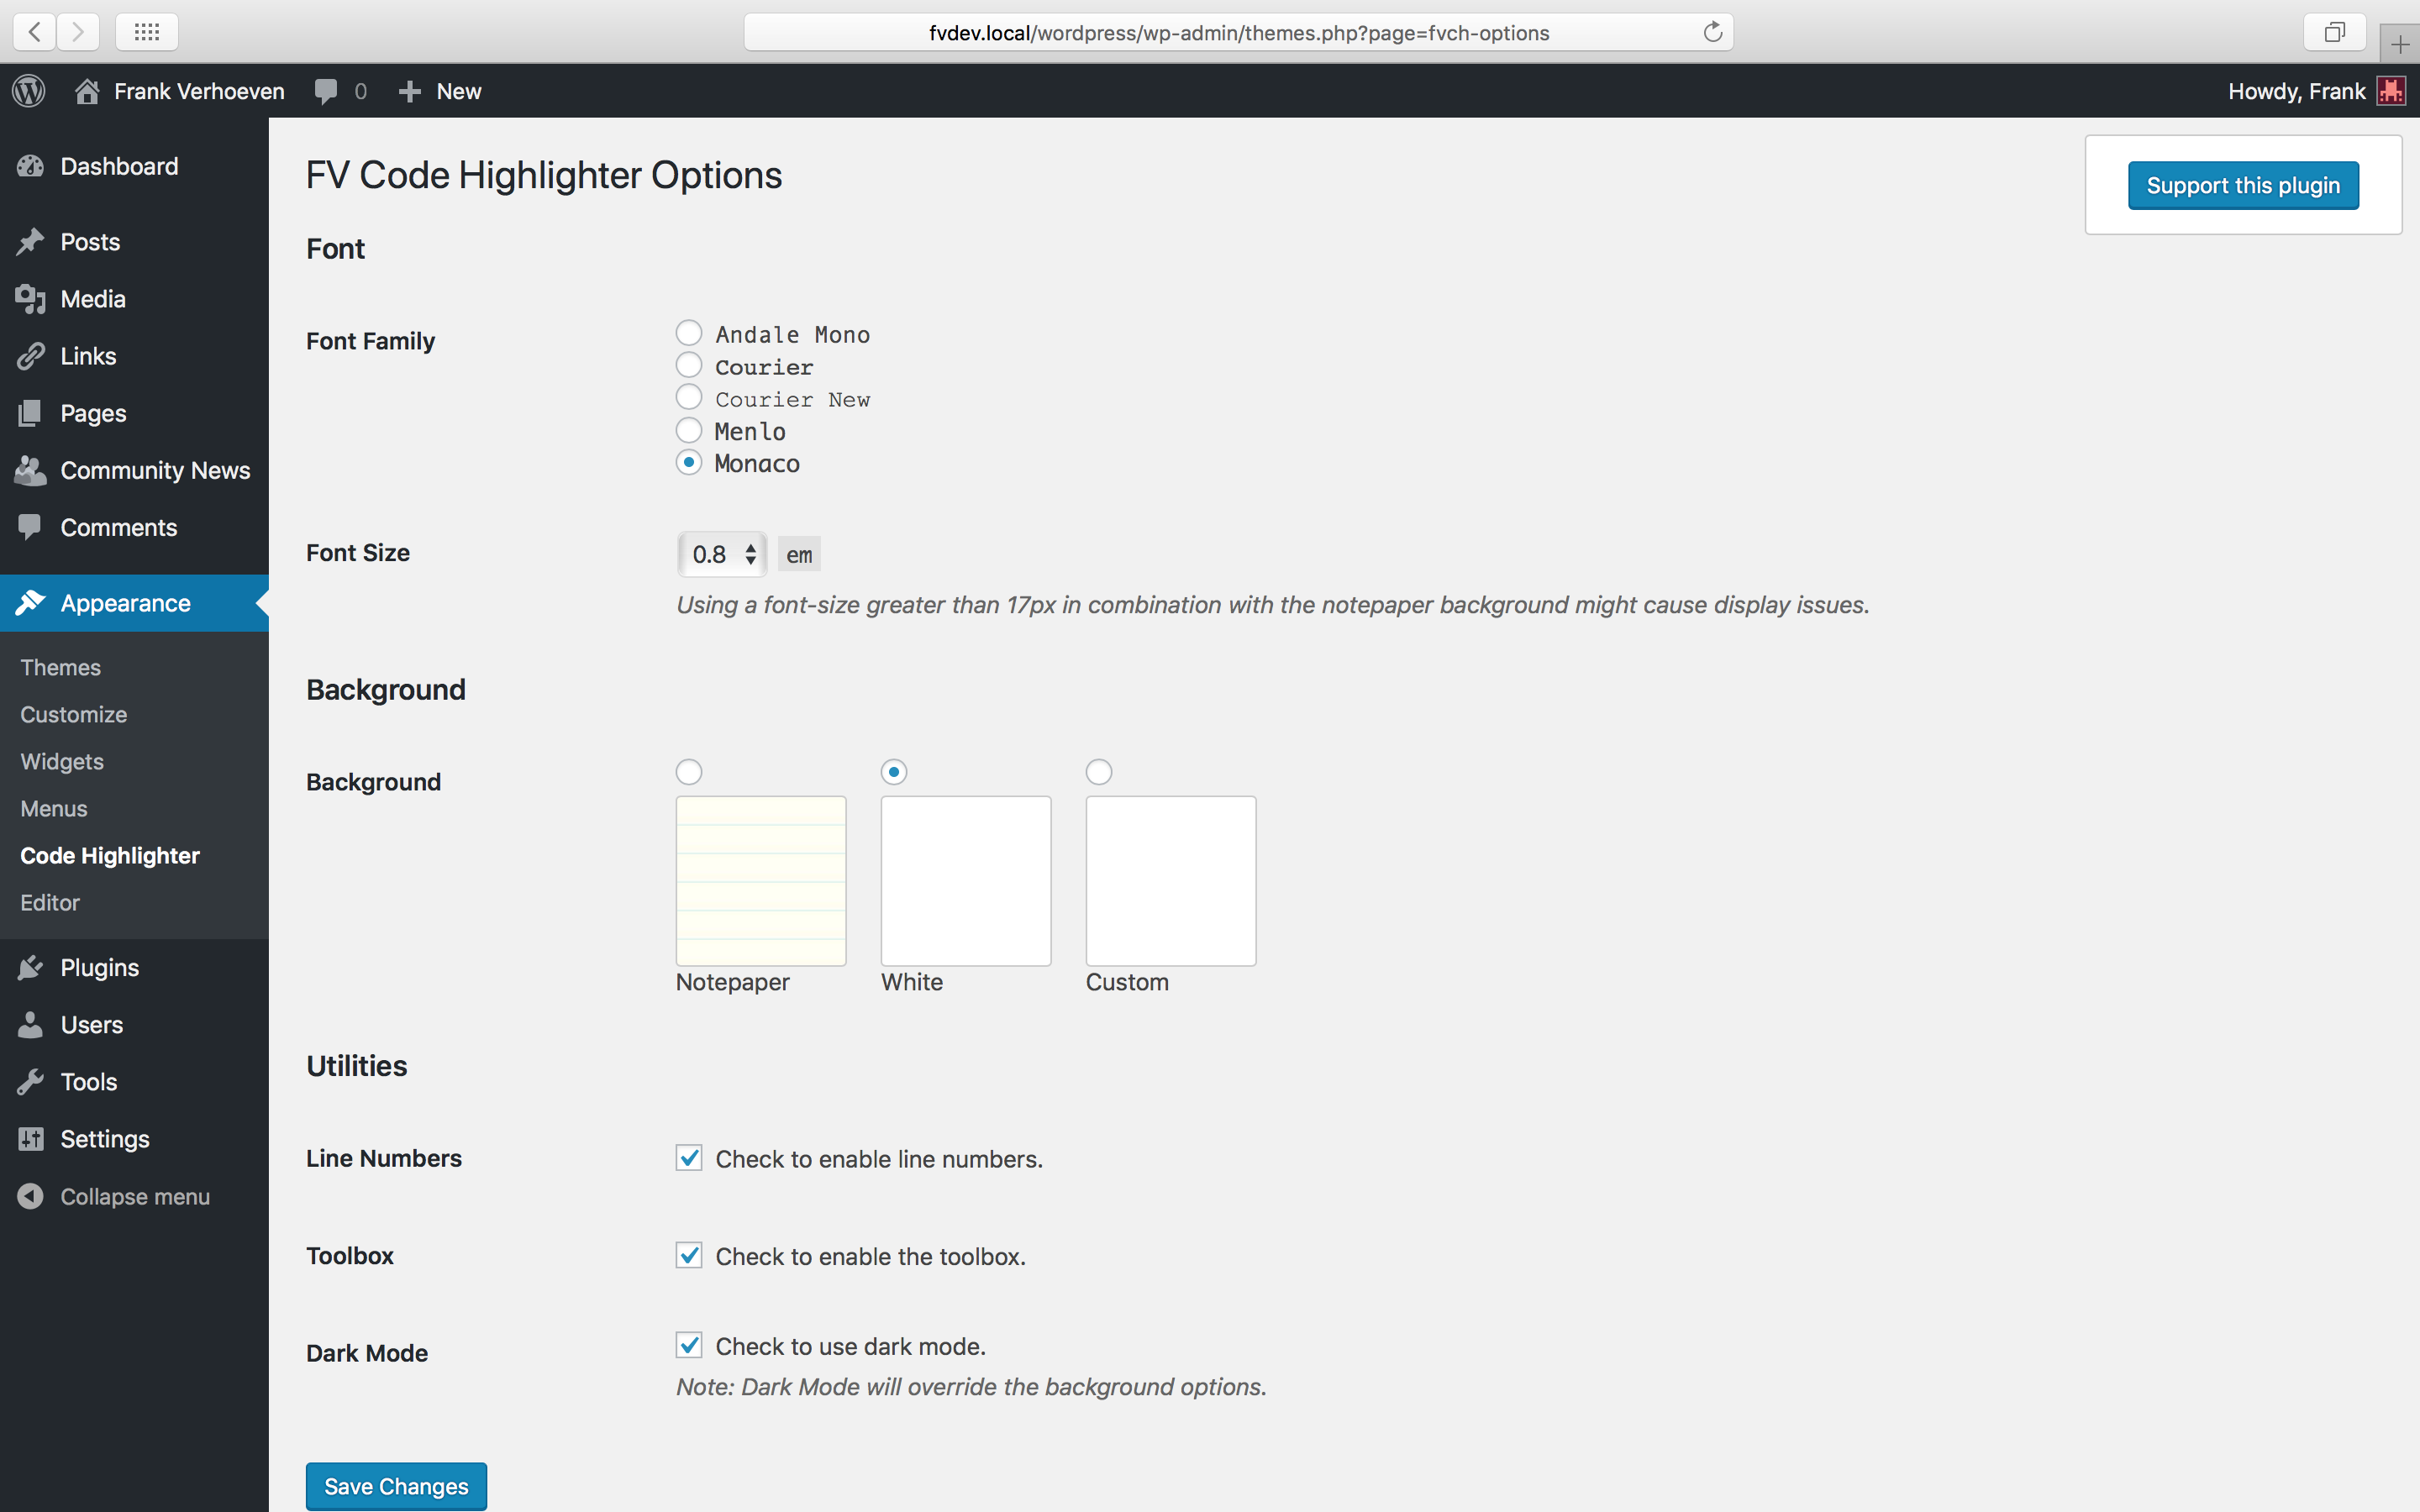 fvdev.local/wordpress/wp-admin/themes.php?page=fvch-options
Frank Verhoeven 0 New
Howdy, Frank
Dashboard
Posts
Media
Links
Pages
Community News
Comments
Appearance
Themes
Customize
Widgets
Menus
Code Highlighter
Editor
Plugins
Users
Tools
Settings
Collapse menu
FV Code Highlighter Options
Support this plugin
Font
Font Family
Andale Mono
Courier
Courier New
Menlo
Monaco
Font Size
0.8 em
Using a font-size greater than 17px in combination with the notepaper background might cause display issues.
Background
Background
Notepaper
White
Custom
Utilities
Line Numbers
Check to enable line numbers.
Toolbox
Check to enable the toolbox.
Dark Mode
Check to use dark mode.
Note: Dark Mode will override the background options.
Save Changes